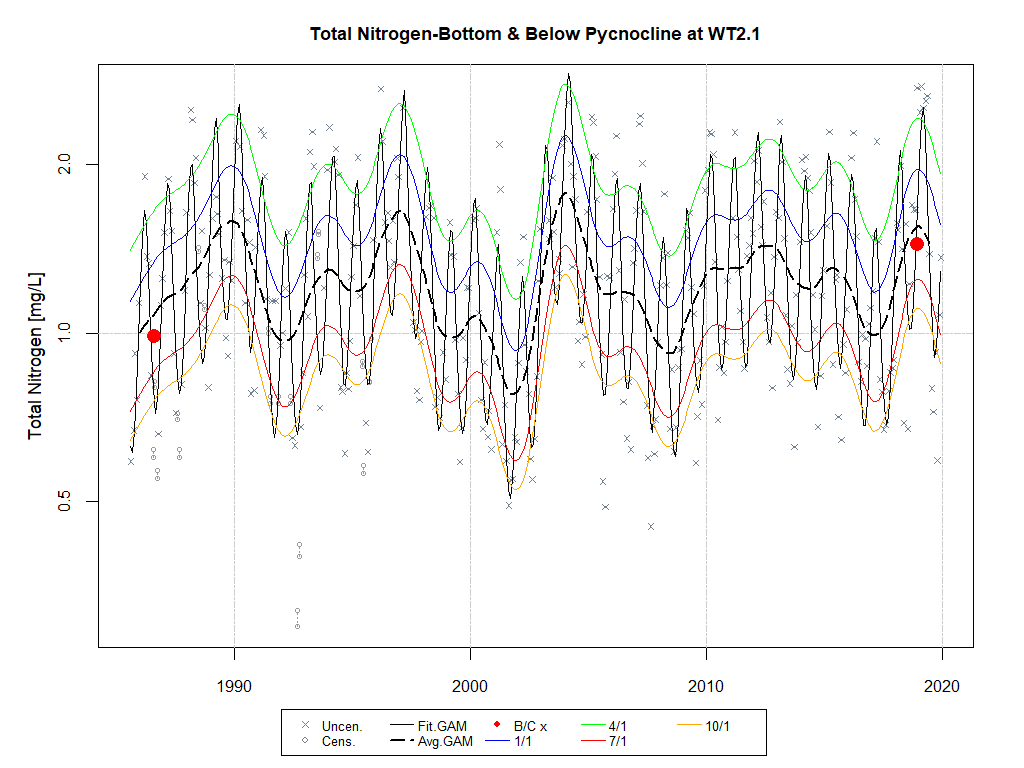 Total Nitrogen-Bottom & Below Pycnocline at WT2.1
Total Nitrogen [mg/L]
2.0
1.0
0.5
1990 2000 2010 2020
Uncen. Fit.GAM B/C x 4/1 10/1
Cens. Avg.GAM 1/1 7/1